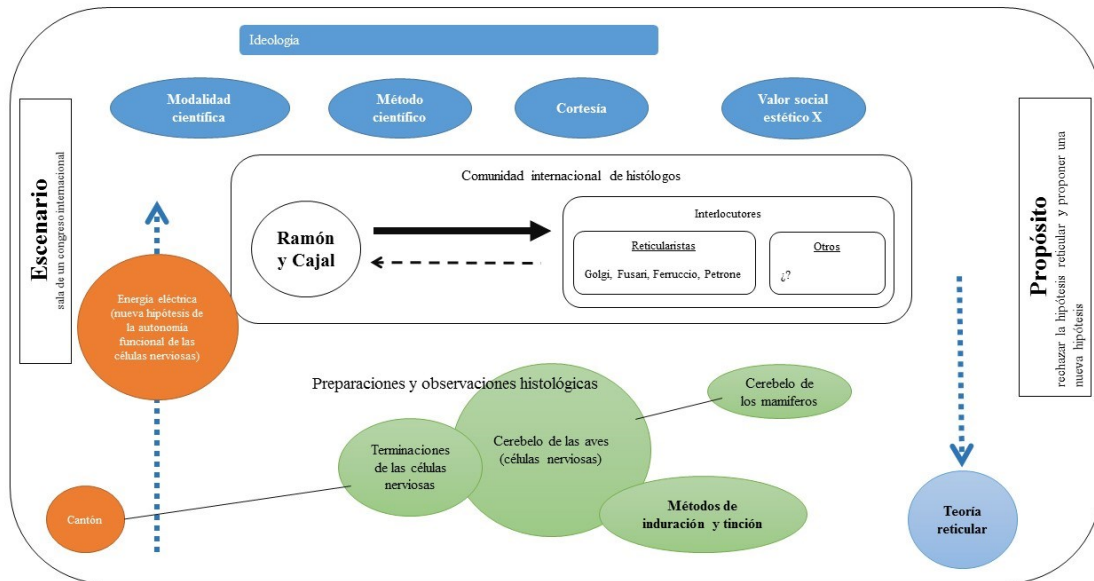 Ideologia
Modalidad
científica
Método
científico
Cortesía
Valor social
estético X
Escenario
sala de un congreso internacional
Comunidad internacional de histólogos
Ramón
y Cajal
Interlocutores
Reticularistas
Golgi, Fusari, Ferruccio, Petrone
Otros
¿?
Propósito
rechazar la hipótesis reticular y proponer una
nueva hipótesis
Energía eléctrica
(nueva hipótesis de
la autonomía
funcional de las
células nerviosas)
Preparaciones y observaciones histológicas
Cerebelo de
los mamiferos
Terminaciones
de las células
nerviosas
Cerebelo de las aves
(células nerviosas)
Cantón
Métodos de
induración y tinción
Teoría
reticular